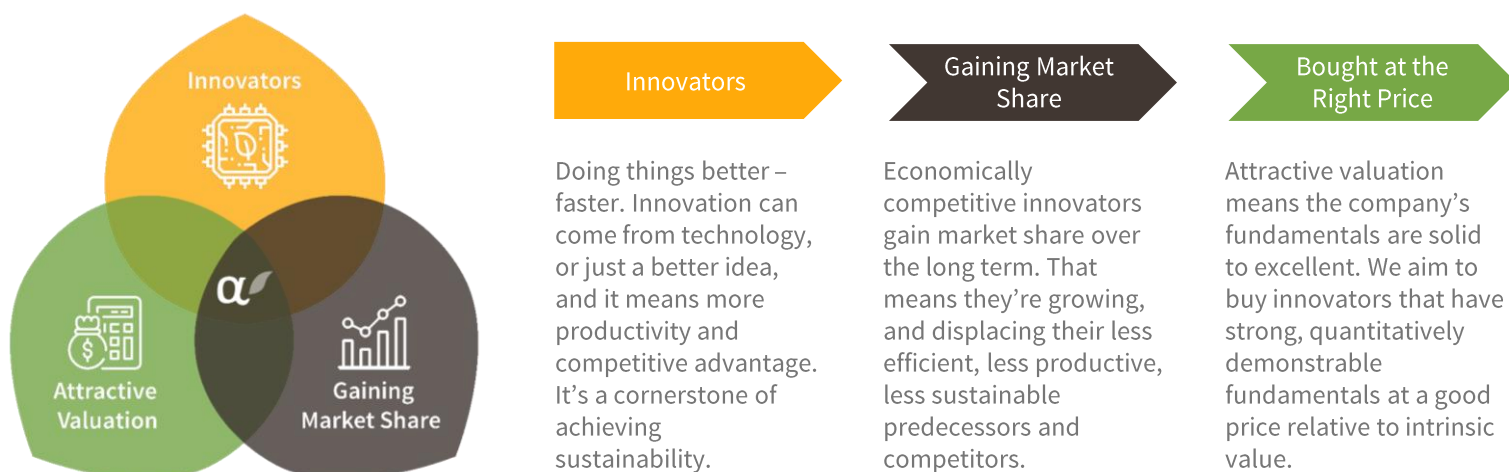 Innovators
α
$
Attractive
Valuation
Gaining
Market Share
Innovators
Doing things better –
faster. Innovation can
come from technology,
or just a better idea,
and it means more
productivity and
competitive advantage.
It’s a cornerstone of
achieving
sustainability.
Gaining Market
Share
Economically
competitive innovators
gain market share over
the long term. That
means they’re growing,
and displacing their less
efficient, less productive,
less sustainable
predecessors and
competitors.
Bought at the
Right Price
Attractive valuation
means the company’s
fundamentals are solid
to excellent. We aim to
buy innovators that have
strong, quantitatively
demonstrable
fundamentals at a good
price relative to intrinsic
value.